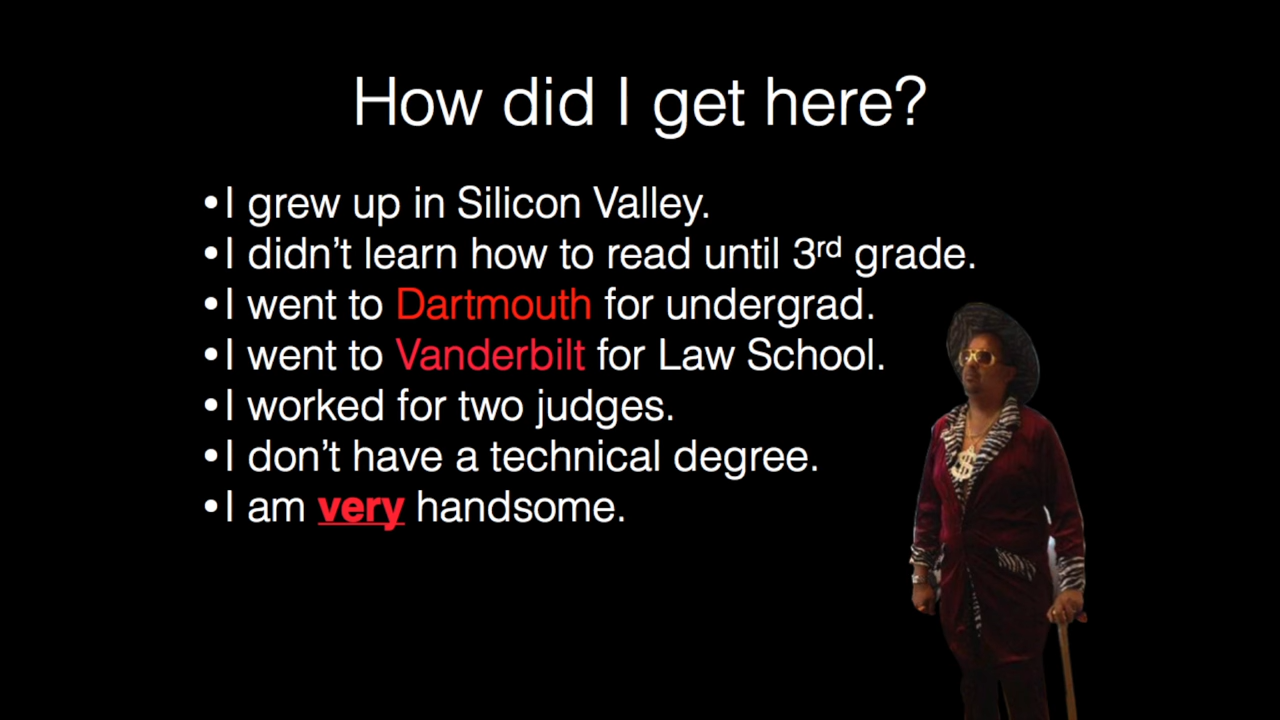 How did I get here?
•I grew up in Silicon Valley.
•I didn’t learn how to read until 3rd grade.
•I went to Dartmouth for undergrad.
•I went to Vanderbilt for Law School.
•I worked for two judges.
•I don’t have a technical degree.
•I am very handsome.